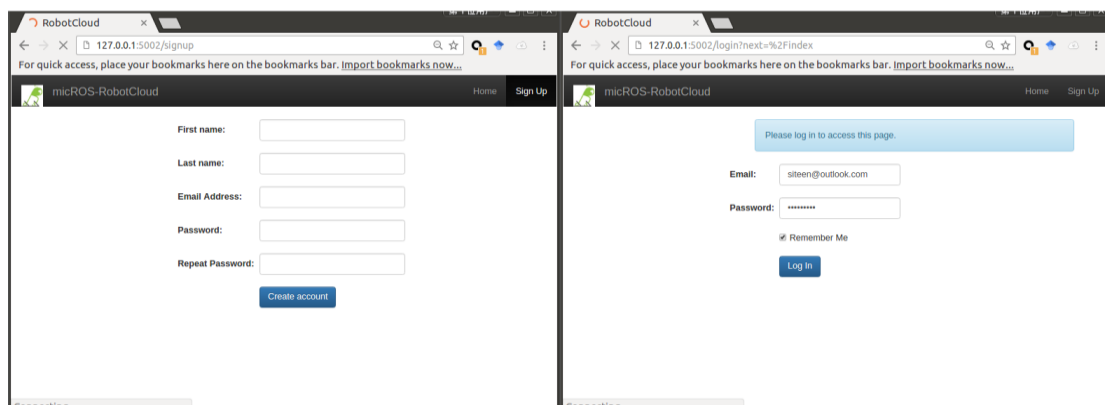 RobotCloud
127.0.0.1:5002/signup
For quick access, place your bookmarks here on the bookmarks bar. Import bookmarks now...
micROS-RobotCloud
Home
Sign Up
First name:
Last name:
Email Address:
Password:
Repeat Password:
Create account
RobotCloud
127.0.0.1:5002/login?next=%2Findex
For quick access, place your bookmarks here on the bookmarks bar. Import bookmarks now...
micROS-RobotCloud
Home
Sign Up
Please log in to access this page.
Email:
siteen@outlook.com
Password:
•••••••••
Remember Me
Log In